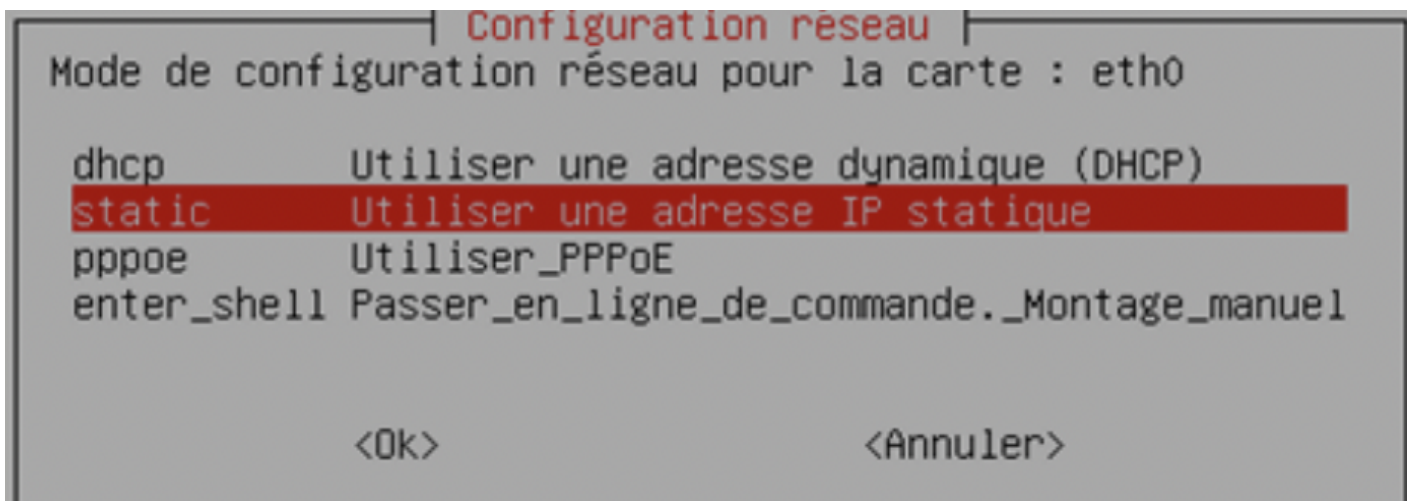 Configuration réseau
Mode de configuration réseau pour la carte : eth0
dhcp Utiliser une adresse dynamique (DHCP)
static Utiliser une adresse IP statique
pppoe Utiliser_PPPoE
enter_shell Passer_en_ligne_de_commande._Montage_manuel
<Ok> <Annuler>